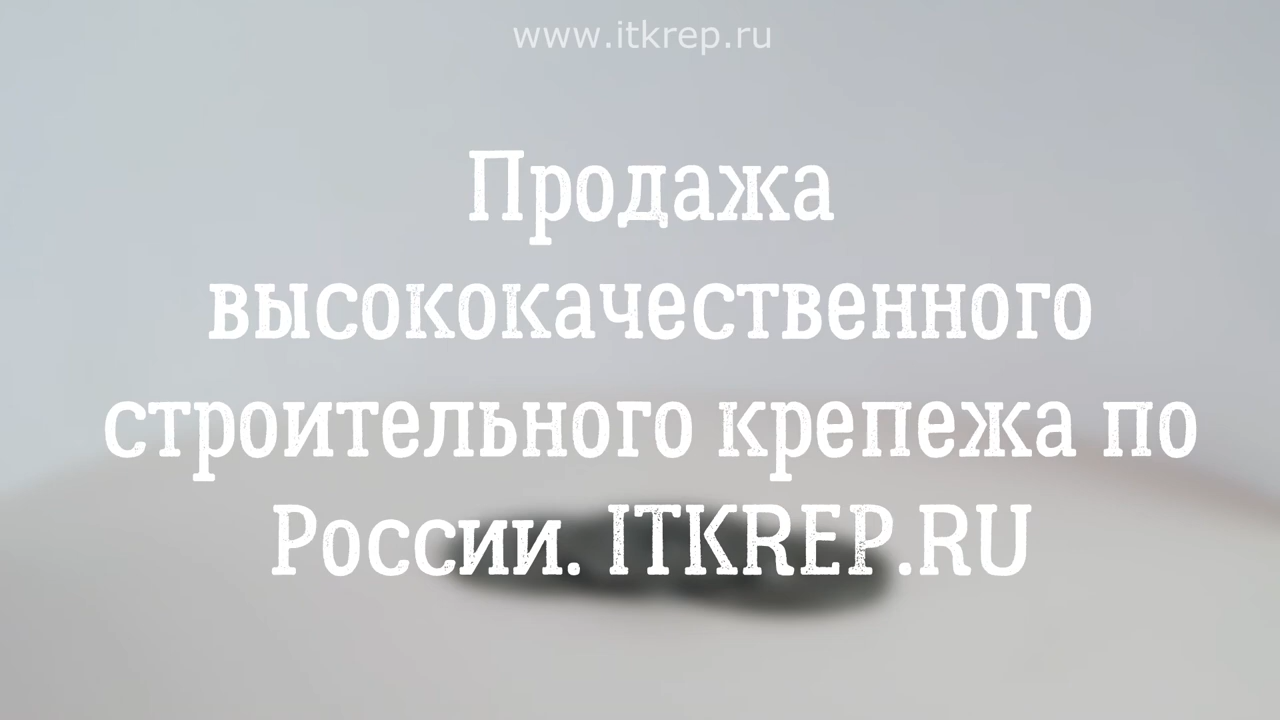 www.itkrep.ru
Продажа
высококачественного
строительного крепежа по
России. ITKREP.RU